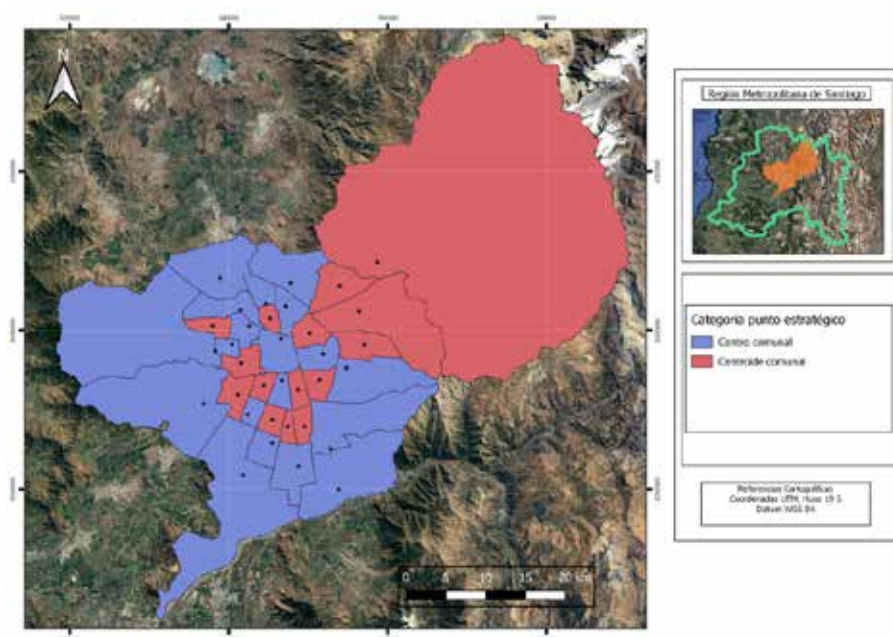 N
0 5 10 15 20 km
Región Metropolitana de Santiago
Categoría punto estratégico
Centro comunal
Centroide comunal
Referencias Cartográficas
Coordenadas UTM, Huso 19 S
Datum WGS 84